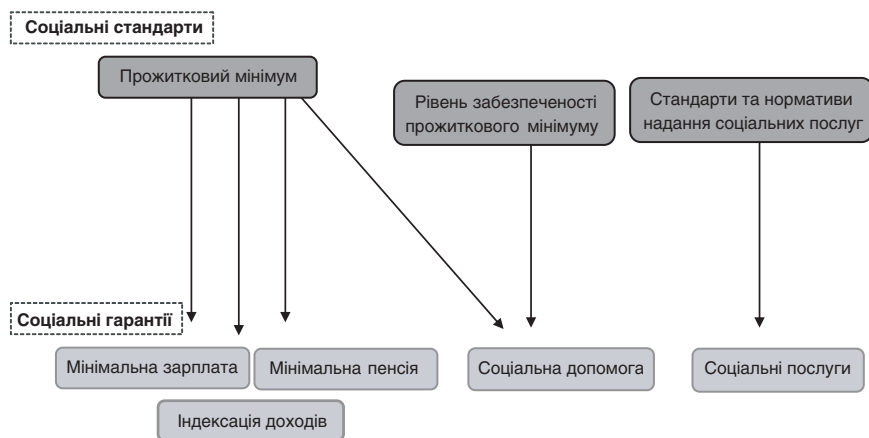 Соціальні стандарти
Прожитковий мінімум
Рівень забезпеченості
прожиткового мінімуму
Стандарти та нормативи
надання соціальних послуг
Соціальні гарантії
Мінімальна зарплата
Мінімальна пенсія
Соціальна допомога
Соціальні послуги
Індексація доходів